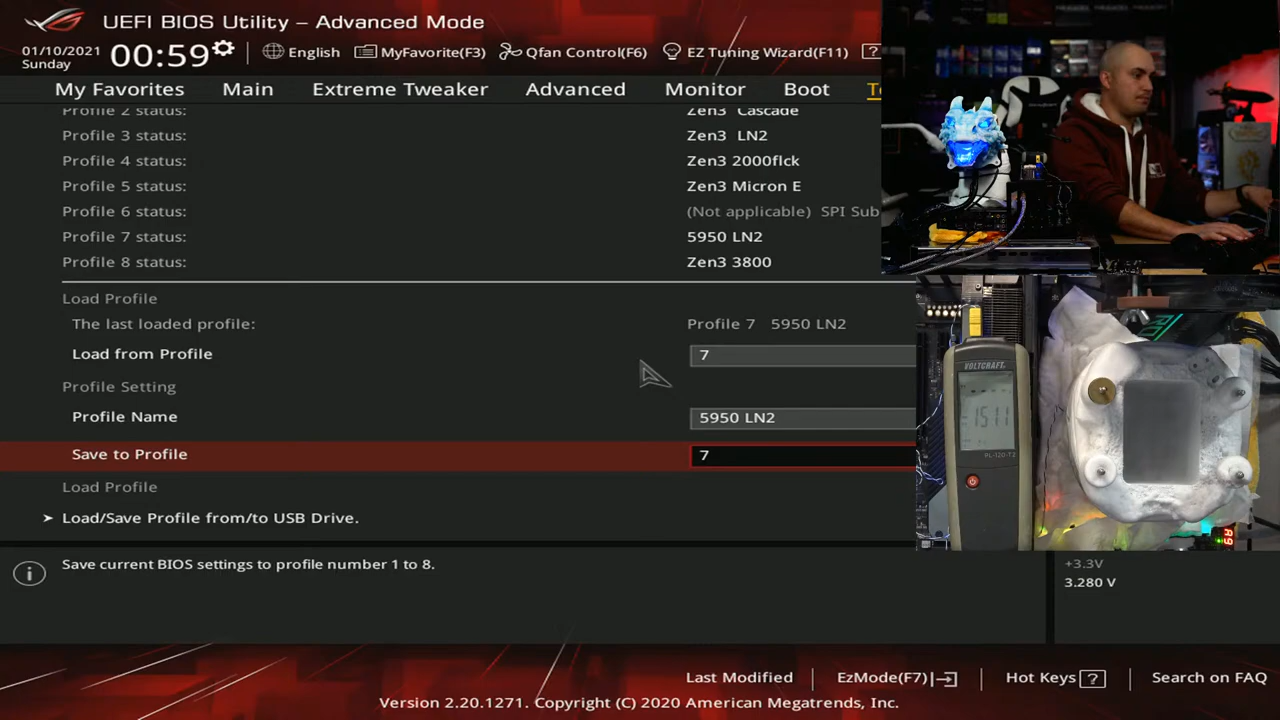 UEFI BIOS Utility – Advanced Mode
01/10/2021
Sunday
00:59
English
MyFavorite(F3)
Qfan Control(F6)
EZ Tuning Wizard(F11)
?
My Favorites
Main
Extreme Tweaker
Advanced
Monitor
Boot
Profile 2 status: Zen3 Cascade
Profile 3 status: Zen3 LN2
Profile 4 status: Zen3 2000flck
Profile 5 status: Zen3 Micron E
Profile 6 status: (Not applicable) SPI Sub
Profile 7 status: 5950 LN2
Profile 8 status: Zen3 3800
Load Profile
The last loaded profile: Profile 7 5950 LN2
Load from Profile 7
Profile Setting
Profile Name 5950 LN2
Save to Profile 7
Load Profile
Load/Save Profile from/to USB Drive.
Save current BIOS settings to profile number 1 to 8.
+3.3V
3.280 V
VOLTCRAFT
1511
PL-120-T2
A9
Last Modified
EzMode(F7)
Hot Keys ?
Search on FAQ
Version 2.20.1271. Copyright (C) 2020 American Megatrends, Inc.